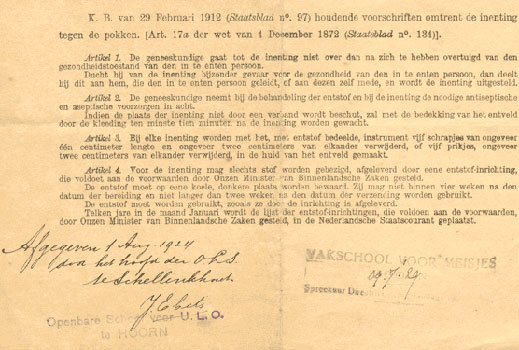 K. B. van 29 Februari 1912 (Staatsblad nº. 97) houdende voorschriften omtrent de inenting
tegen de pokken. [Art. 17a der wet van 4 December 1872 (Staatsblad nº. 134)].
Artikel 1. De geneeskundige gaat tot de inenting niet over dan na zich te hebben overtuigd van den
gezondheidstoestand van den in te enten persoon.
Ducht hij van de inenting bijzonder gevaar voor de gezondheid van den in te enten persoon, dan deelt
hij dit aan hem, die den in te enten persoon geleidt, of aan dezen zelf mede, en wordt de inenting uitgesteld.
Artikel 2. De geneeskundige neemt bij de behandeling der entstof en bij de inenting de noodige antiseptische
en aseptische voorzorgen in acht.
Indien de plaats der inenting niet door een verband wordt beschut, zal met de bedekking van het entveld
door de kleeding ten minste tien minuten na de inenting worden gewacht.
Artikel 3. Bij elke inenting worden met het, met entstof bedeelde, instrument vijf schrapjes van ongeveer
één centimeter lengte en ongeveer twee centimeters van elkander verwijderd, of vijf prikjes, ongeveer
twee centimeters van elkander verwijderd, in de huid van het entveld gemaakt.
Artikel 4. Voor de inenting mag slechts stof worden gebezigd, afgeleverd door eene entstof-inrichting,
die voldoet aan de voorwaarden door Onzen Minister van Binnenlandsche Zaken gesteld.
De entstof moet op eene koele, donkere plaats worden bewaard. Zij mag niet binnen vier weken na den
datum der bereiding en niet langer dan twee weken na den datum der verzending worden gebruikt.
De entstof moet worden gebruikt, zooals ze door de inrichting is afgeleverd.
Telken jare in de maand Januari wordt de lijst der entstof-inrichtingen, die voldoen aan de voorwaarden,
door Onzen Minister van Binnenlandsche Zaken gesteld, in de Nederlandsche Staatscourant geplaatst.
Afgegeven 1 Aug. 1924
door het hoofd der O.L.S.
te Schellinkhout
VAKSCHOOL VOOR MEISJES
Openbare School voor U. L. O.
te HOORN